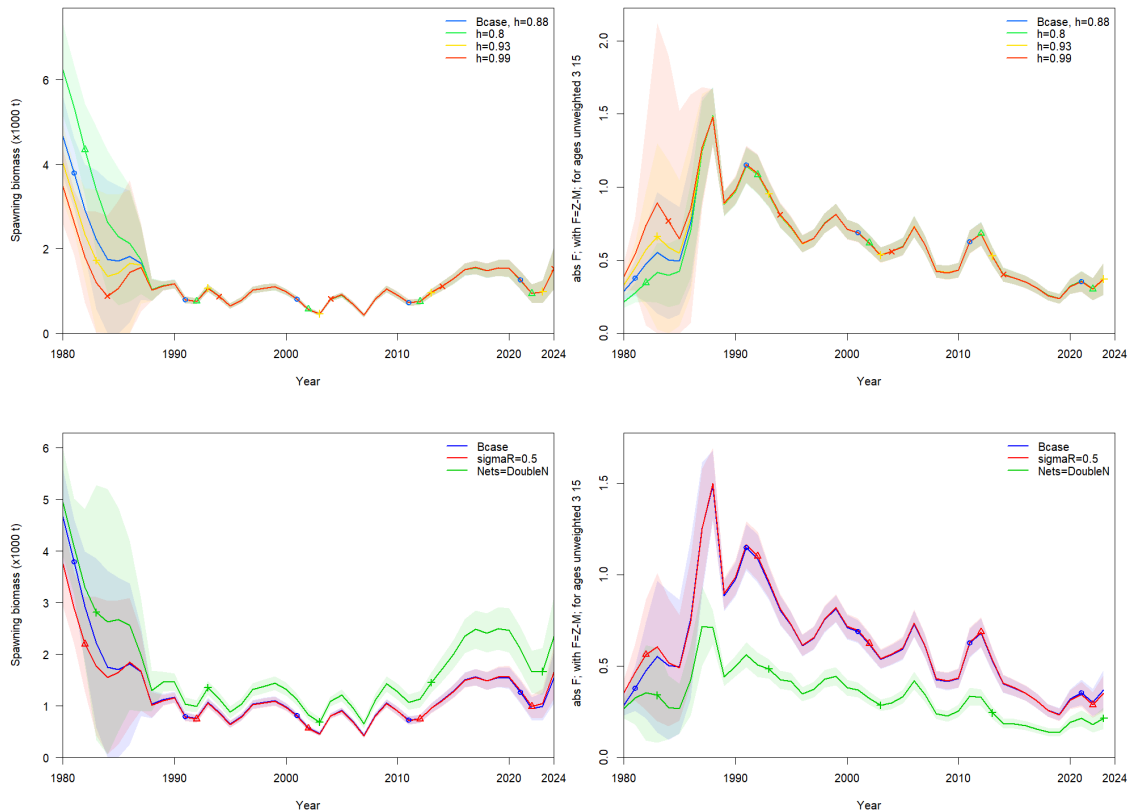 Spawning biomass (x1000 t)
6
4
2
0
Bcase, h=0.88
h=0.8
h=0.93
h=0.99
1980 1990 2000 2010 2020 2024
Year
abs F; with F=Z-M; for ages unweighted 3 15
2.0
1.5
1.0
0.5
0.0
Bcase, h=0.88
h=0.8
h=0.93
h=0.99
1980 1990 2000 2010 2020 2024
Year
Spawning biomass (x1000 t)
6
5
4
3
2
1
0
Bcase
sigmaR=0.5
Nets=DoubleN
1980 1990 2000 2010 2020 2024
Year
abs F; with F=Z-M; for ages unweighted 3 15
1.5
1.0
0.5
0.0
Bcase
sigmaR=0.5
Nets=DoubleN
1980 1990 2000 2010 2020 2024
Year